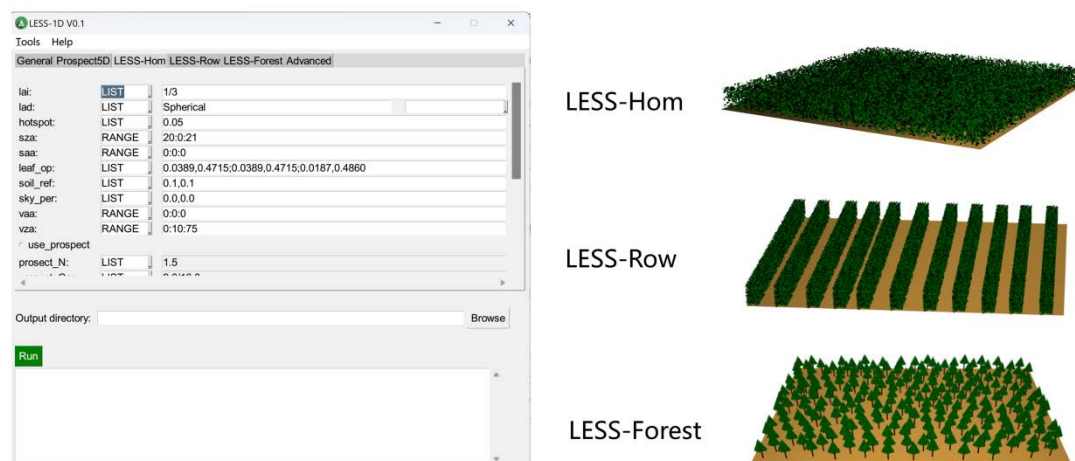 LESS-1D V0.1
Tools Help
General Prospect5D LESS-Hom LESS-Row LESS-Forest Advanced
lai: LIST 1/3
lad: LIST Spherical
hotspot: LIST 0.05
sza: RANGE 20:0:21
saa: RANGE 0:0:0
leaf_op: LIST 0.0389,0.4715;0.0389,0.4715;0.0187,0.4860
soil_ref: LIST 0.1,0.1
sky_per: LIST 0.0,0.0
vaa: RANGE 0:0:0
vza: RANGE 0:10:75
use_prospect
prosect_N: LIST 1.5
Output directory: Browse
Run
LESS-Hom
LESS-Row
LESS-Forest